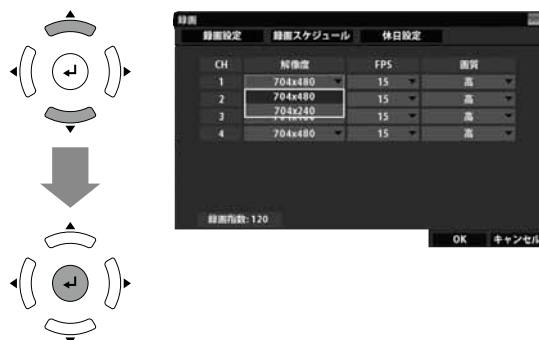 録画
録画設定 録画スケジュール 休日設定
CH 解像度 FPS 画質
1 704x480 15 高
2 704x480 15 高
3 704x240 15 高
4 704x480 15 高
録画指数: 120
OK キャンセル